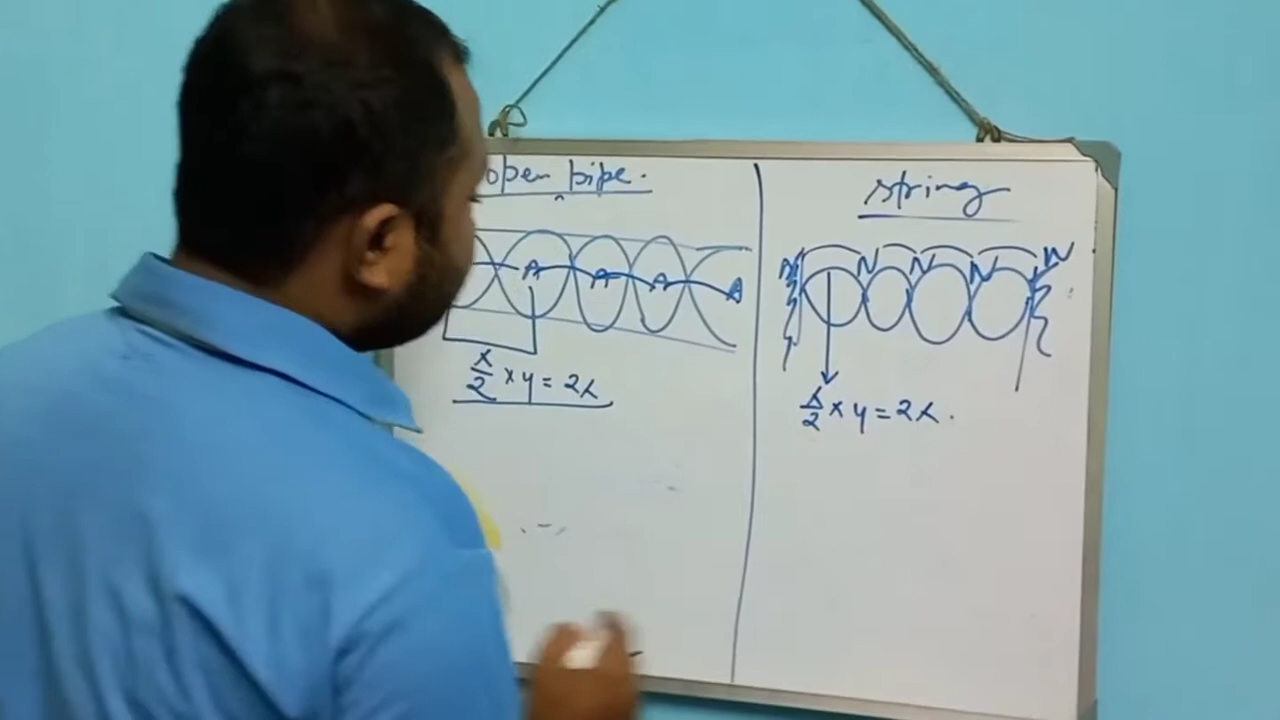 open pipe.
A A A A
λ/2 × 4 = 2λ
string
N N N N N
λ/2 × 4 = 2λ.